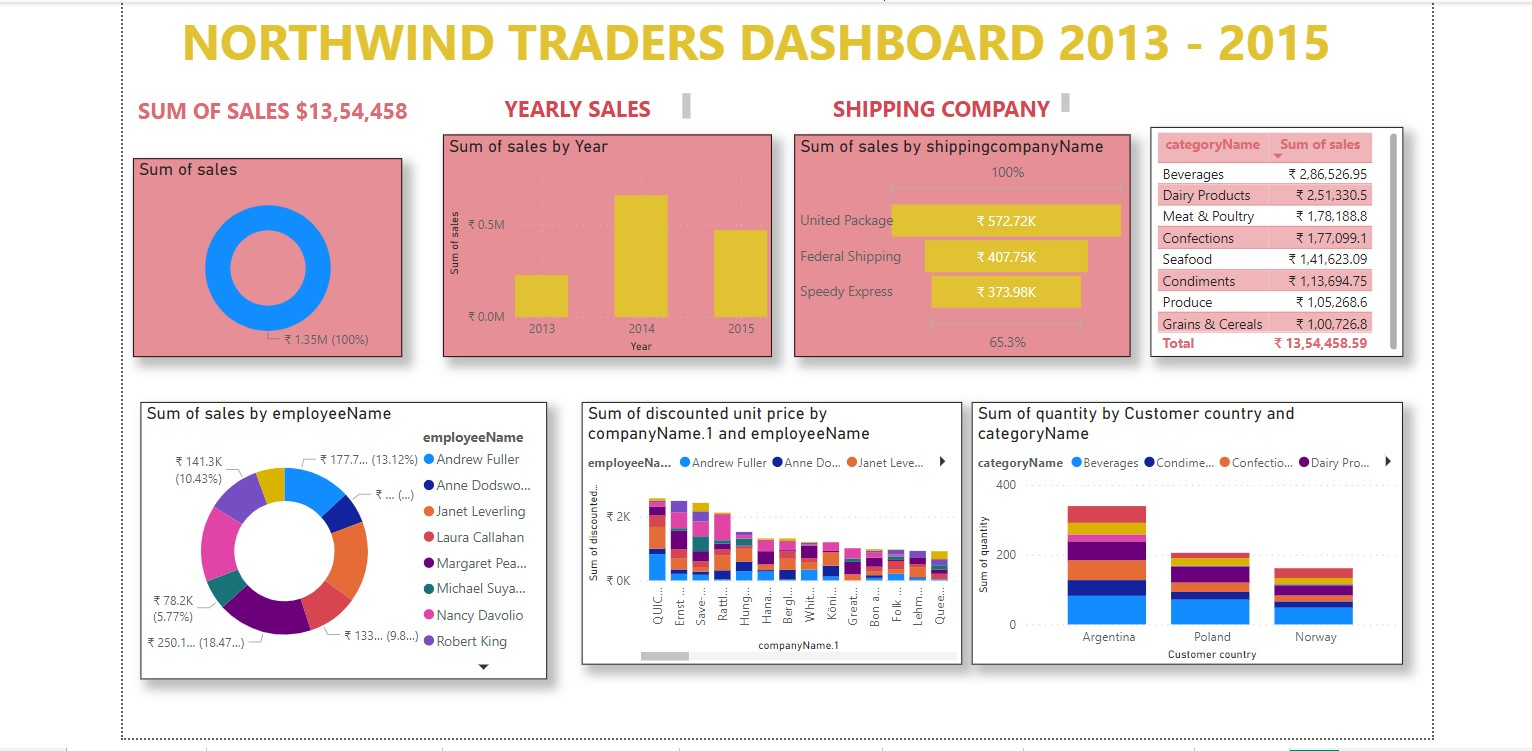 NORTHWIND TRADERS DASHBOARD 2013 - 2015
SUM OF SALES $13,54,458
YEARLY SALES
SHIPPING COMPANY
Sum of sales
₹ 1.35M (100%)
Sum of sales by Year
Sum of sales
₹ 0.5M
₹ 0.0M
2013
2014
2015
Year
Sum of sales by shippingcompanyName
100%
United Package
₹ 572.72K
Federal Shipping
₹ 407.75K
Speedy Express
₹ 373.98K
65.3%
categoryName Sum of sales
Beverages ₹ 2,86,526.95
Dairy Products ₹ 2,51,330.5
Meat & Poultry ₹ 1,78,188.8
Confections ₹ 1,77,099.1
Seafood ₹ 1,41,623.09
Condiments ₹ 1,13,694.75
Produce ₹ 1,05,268.6
Grains & Cereals ₹ 1,00,726.8
Total ₹ 13,54,458.59
Sum of sales by employeeName
₹ 141.3K
(10.43%)
₹ 177.7... (13.12%)
₹ ... (...)
₹ 78.2K
(5.77%)
₹ 250.1... (18.47...)
₹ 133... (9.8...)
employeeName
Andrew Fuller
Anne Dodswo...
Janet Leverling
Laura Callahan
Margaret Pea...
Michael Suya...
Nancy Davolio
Robert King
Sum of discounted unit price by
companyName.1 and employeeName
employeeNa... Andrew Fuller Anne Do... Janet Leve...
Sum of discounted...
₹ 2K
₹ 0K
QUIC...
Ernst ...
Save-...
Rattl...
Hung...
Hana...
Bergl...
Whit...
Köni...
Great...
Bon a...
Folk ...
Lehm...
Quee...
companyName.1
Sum of quantity by Customer country and
categoryName
categoryName Beverages Condime... Confectio... Dairy Pro...
Sum of quantity
400
200
0
Argentina
Poland
Norway
Customer country